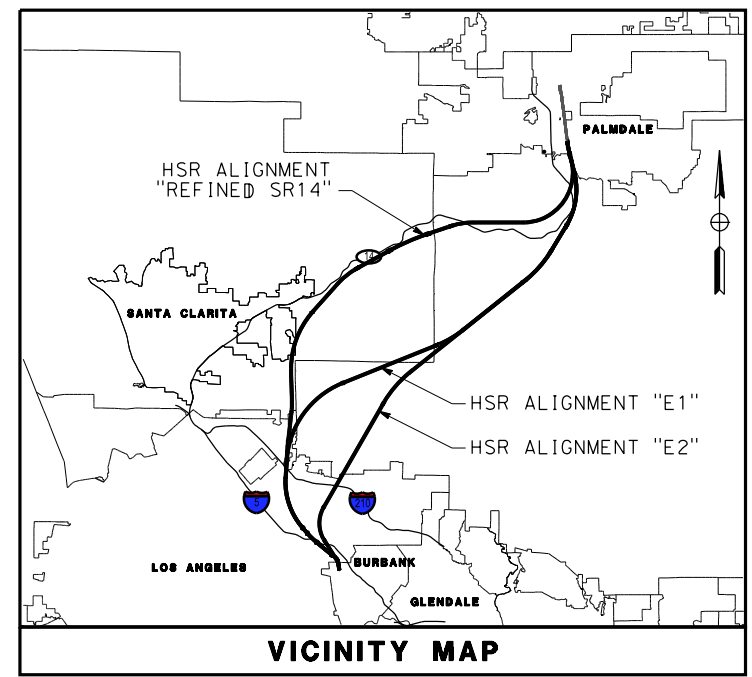 PALMDALE
HSR ALIGNMENT
"REFINED SR14"
14
SANTA CLARITA
HSR ALIGNMENT "E1"
HSR ALIGNMENT "E2"
5
210
LOS ANGELES
BURBANK
GLENDALE
VICINITY MAP